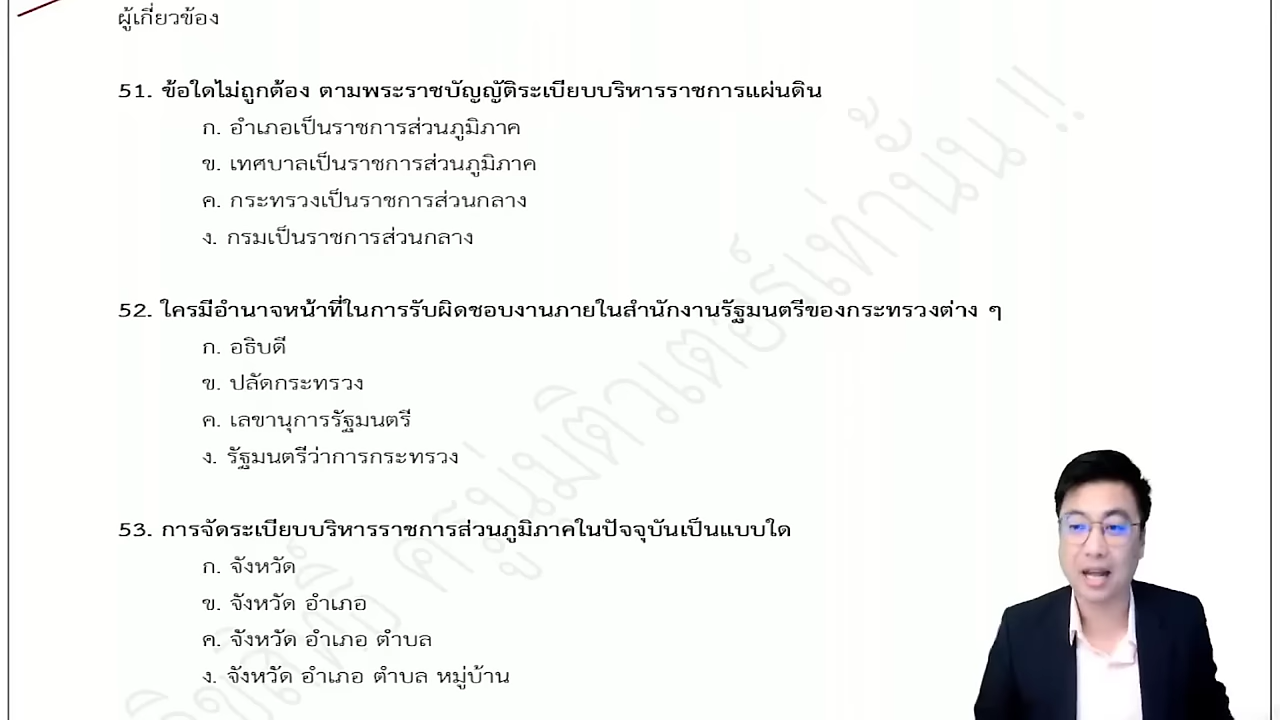 ผู้เกี่ยวข้อง
51. ข้อใดไม่ถูกต้อง ตามพระราชบัญญัติระเบียบบริหารราชการแผ่นดิน
ก. อำเภอเป็นราชการส่วนภูมิภาค
ข. เทศบาลเป็นราชการส่วนภูมิภาค
ค. กระทรวงเป็นราชการส่วนกลาง
ง. กรมเป็นราชการส่วนกลาง
52. ใครมีอำนาจหน้าที่ในการรับผิดชอบงานภายในสำนักงานรัฐมนตรีของกระทรวงต่าง ๆ
ก. อธิบดี
ข. ปลัดกระทรวง
ค. เลขานุการรัฐมนตรี
ง. รัฐมนตรีว่าการกระทรวง
53. การจัดระเบียบบริหารราชการส่วนภูมิภาคในปัจจุบันเป็นแบบใด
ก. จังหวัด
ข. จังหวัด อำเภอ
ค. จังหวัด อำเภอ ตำบล
ง. จังหวัด อำเภอ ตำบล หมู่บ้าน
ครูนุ่มติวเตอร์เท่านั้น !!